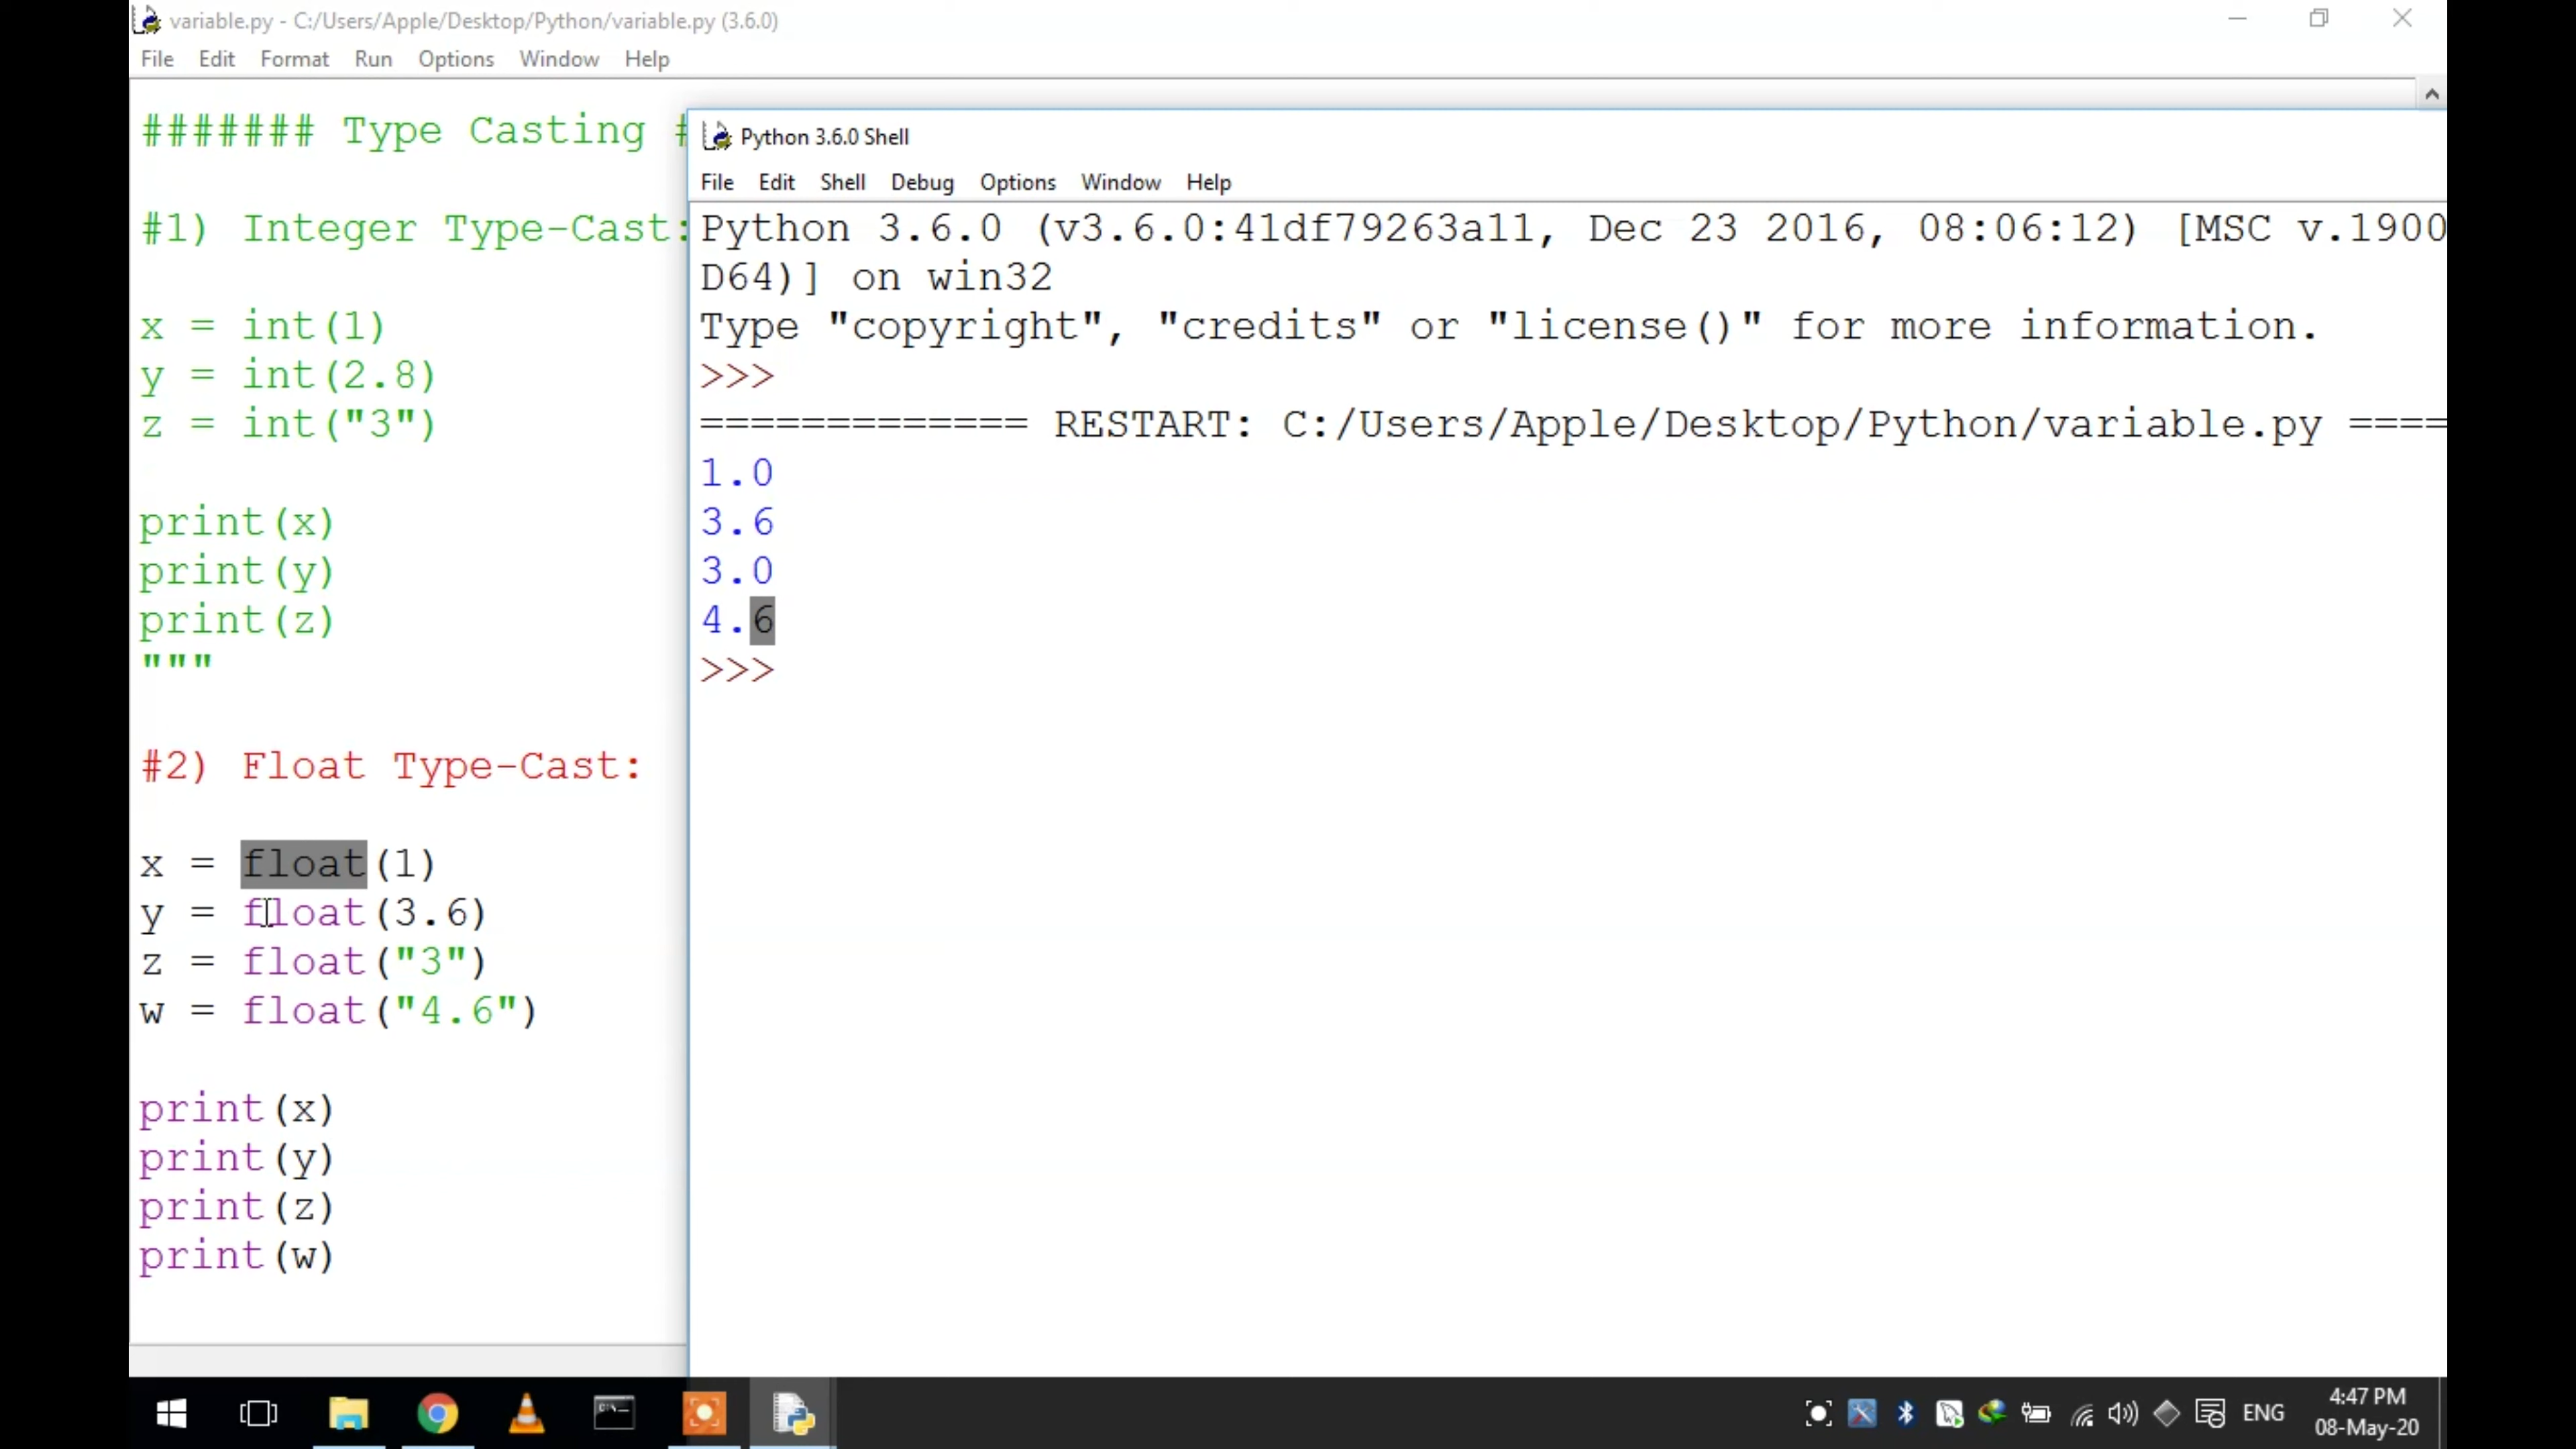 variable.py - C:/Users/Apple/Desktop/Python/variable.py (3.6.0)
File Edit Format Run Options Window Help
####### Type Casting #
#1) Integer Type-Cast:
x = int(1)
y = int(2.8)
z = int("3")
print(x)
print(y)
print(z)
"""
#2) Float Type-Cast:
x = float(1)
y = float(3.6)
z = float("3")
w = float("4.6")
print(x)
print(y)
print(z)
print(w)
Python 3.6.0 Shell
File Edit Shell Debug Options Window Help
Python 3.6.0 (v3.6.0:41df79263a11, Dec 23 2016, 08:06:12) [MSC v.1900
D64)] on win32
Type "copyright", "credits" or "license()" for more information.
>>>
============= RESTART: C:/Users/Apple/Desktop/Python/variable.py ====
1.0
3.6
3.0
4.6
>>>
ENG
4:47 PM
08-May-20